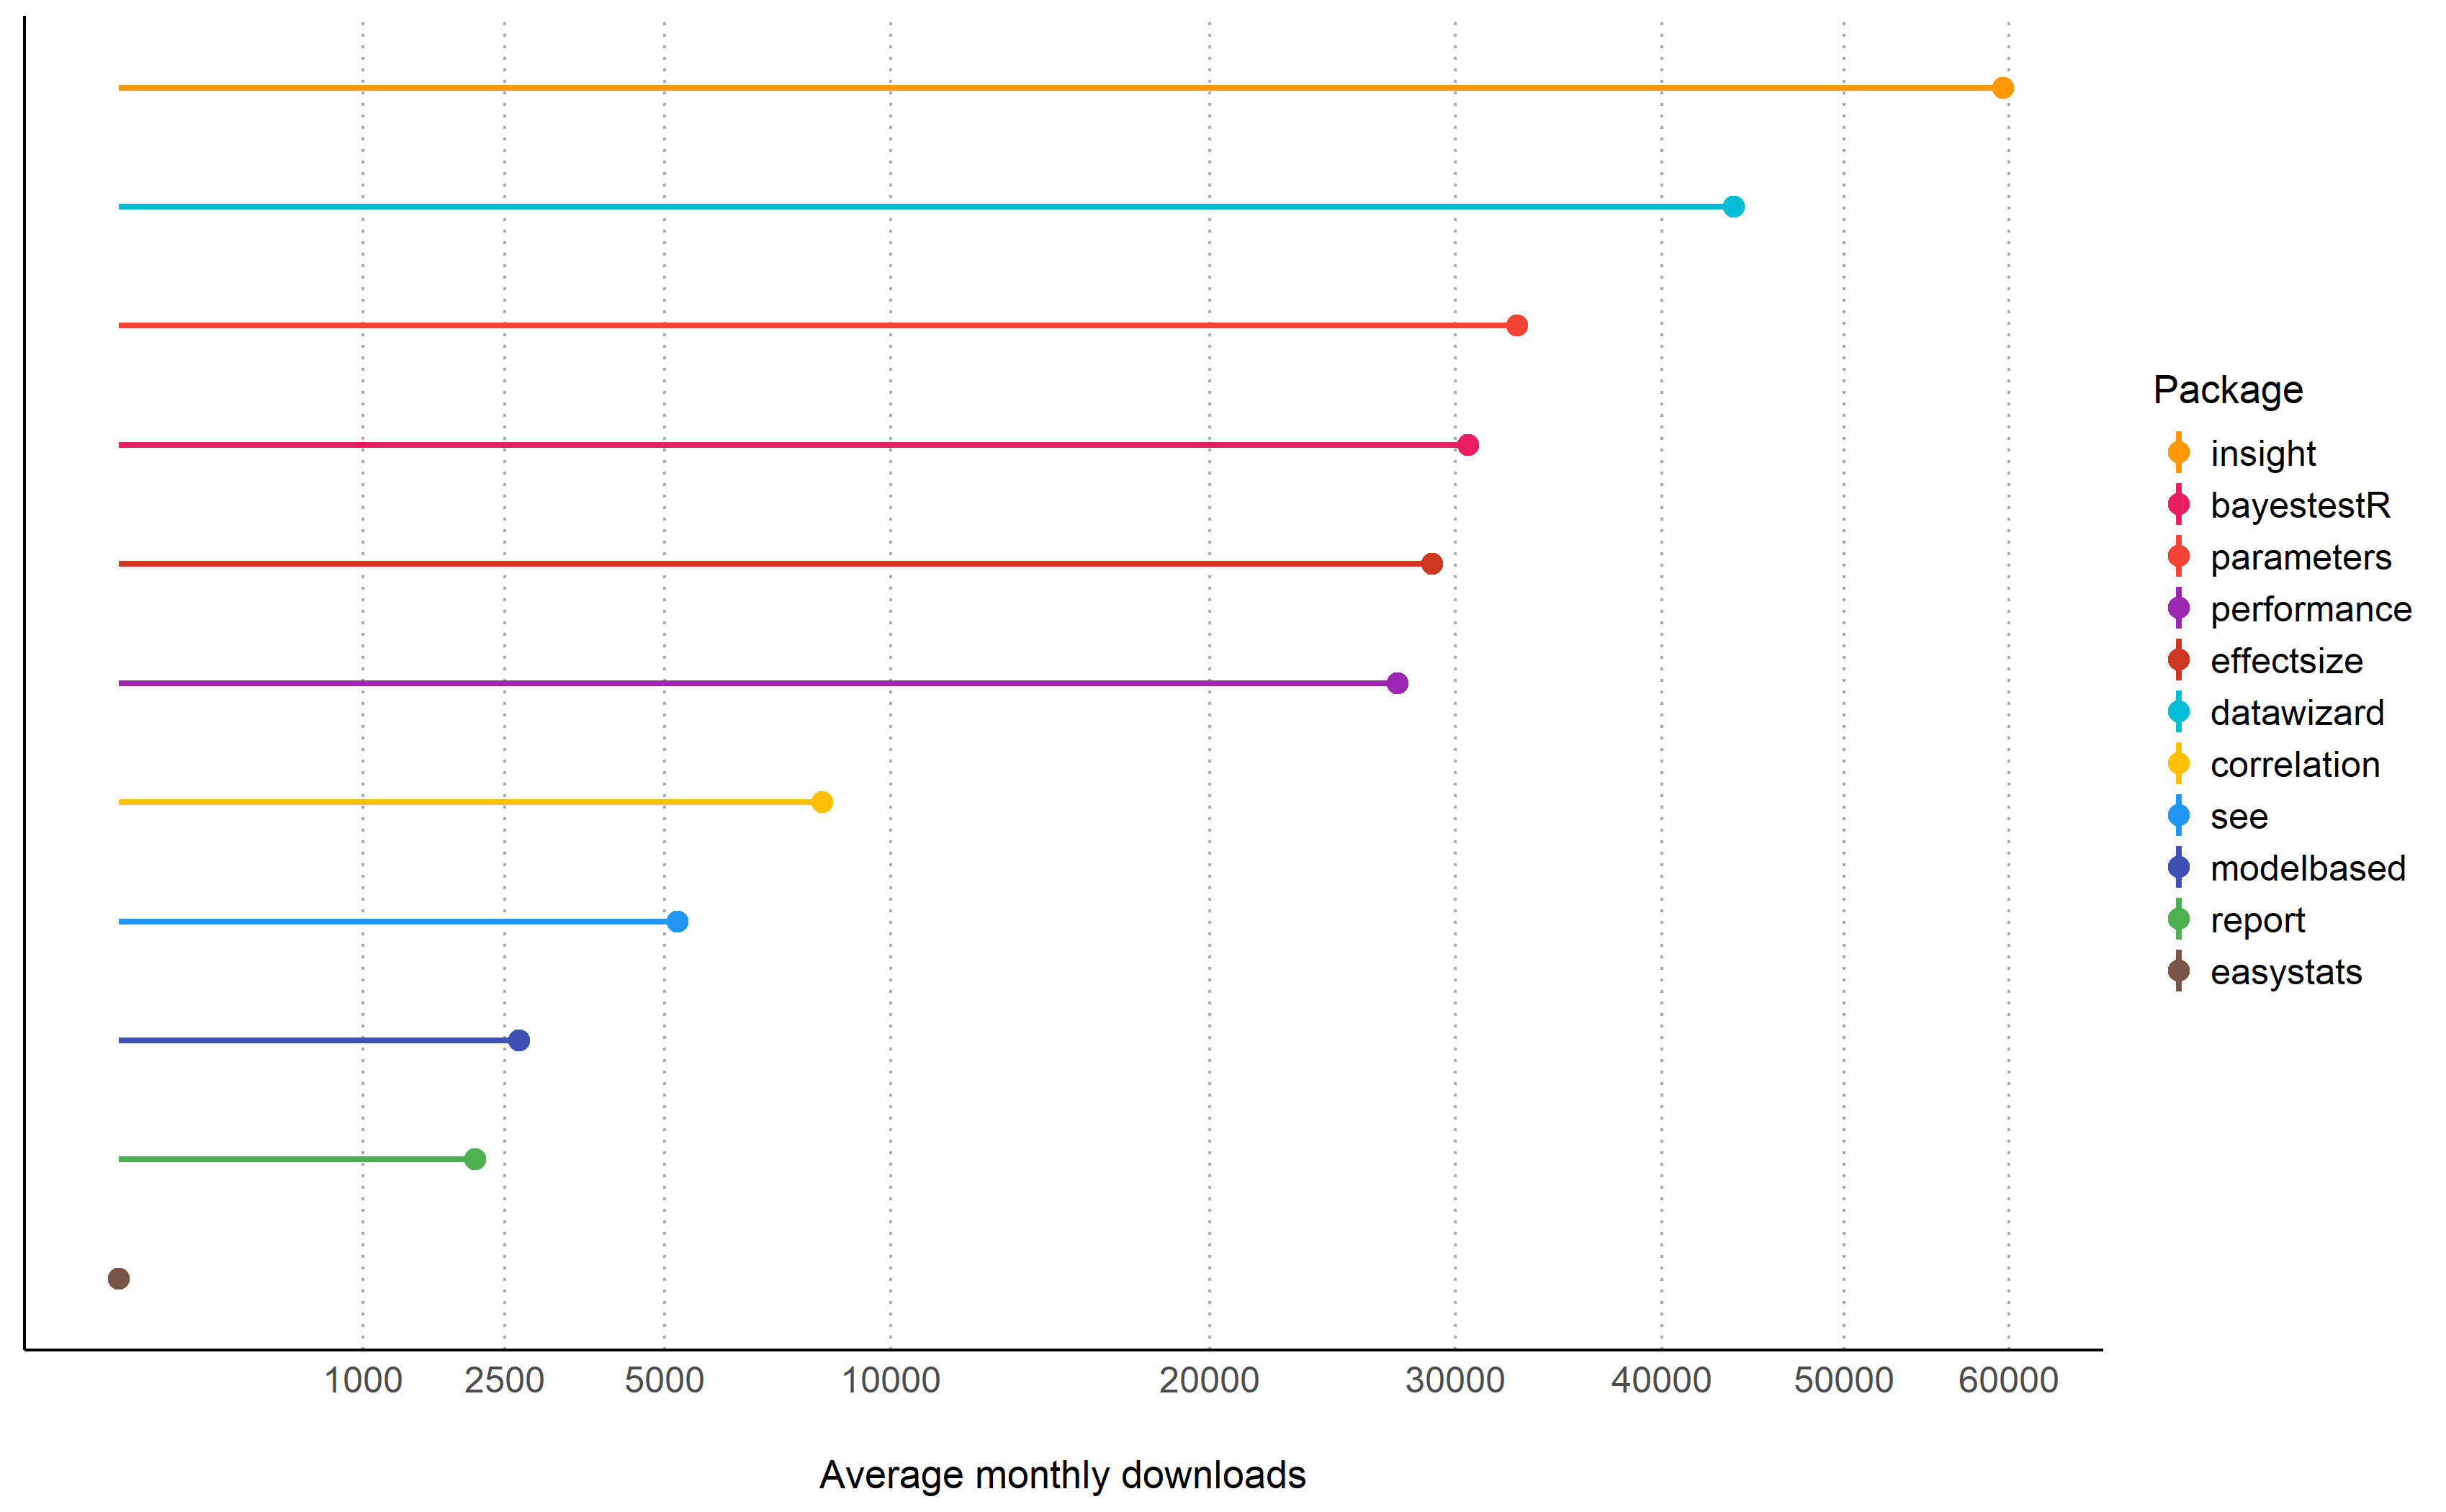 Package
insight
bayestestR
parameters
performance
effectsize
datawizard
correlation
see
modelbased
report
easystats
1000 2500 5000 10000 20000 30000 40000 50000 60000
Average monthly downloads